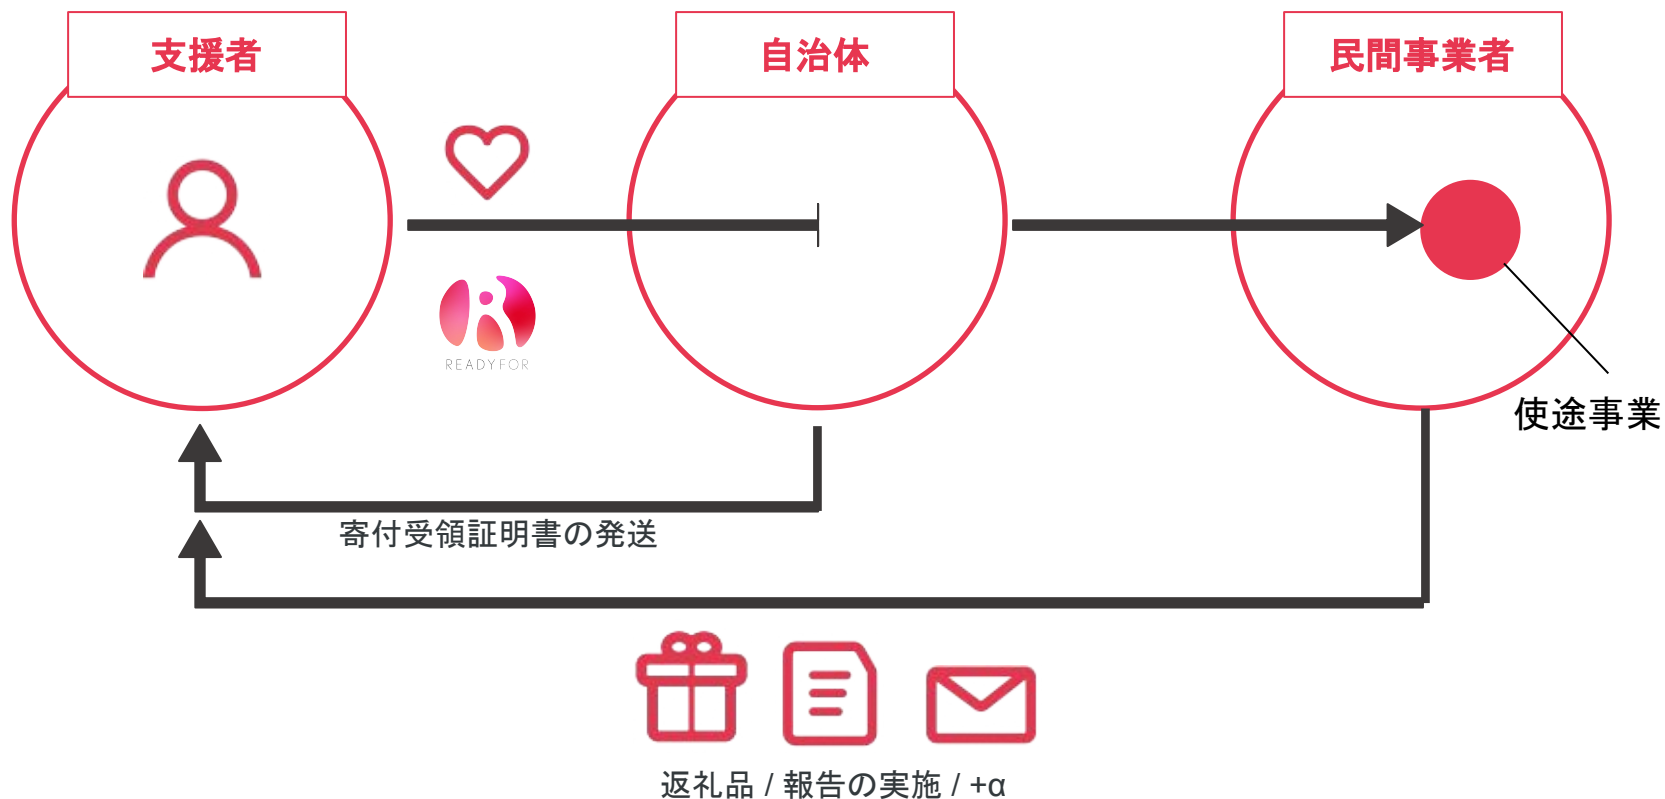 支援者
自治体
民間事業者
READYFOR
使途事業
寄付受領証明書の発送
返礼品 / 報告の実施 / +α